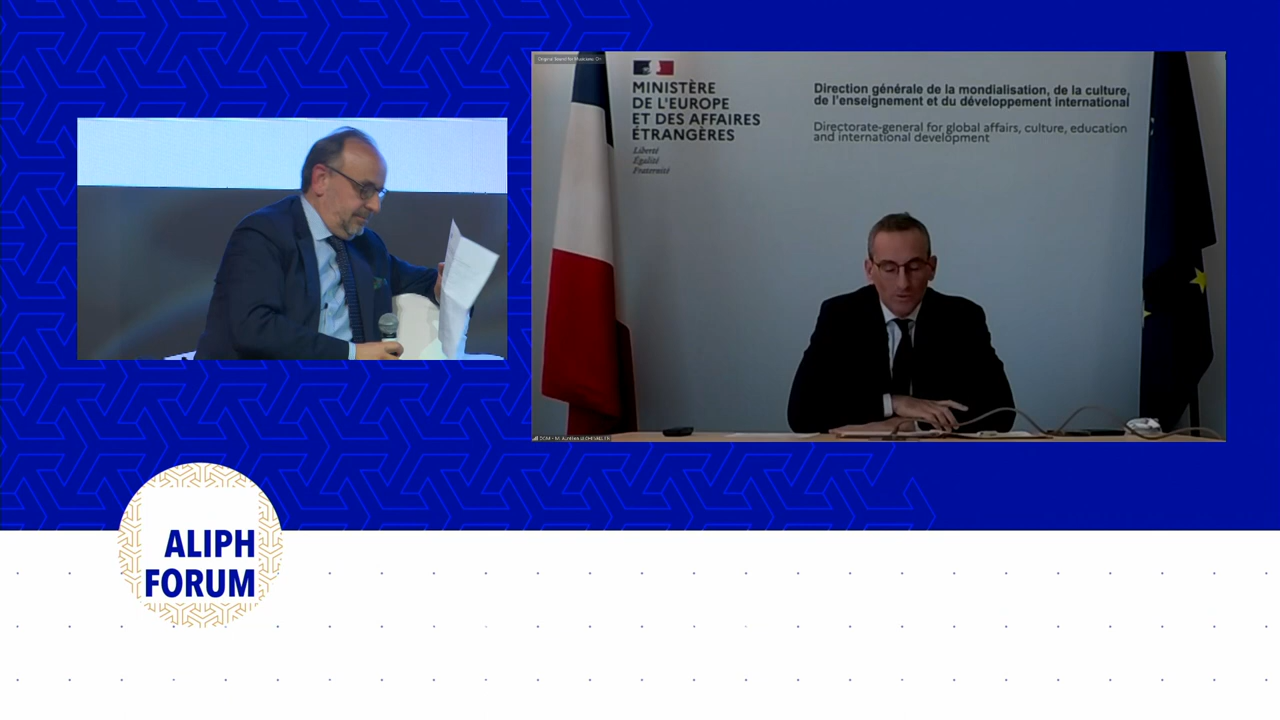 MINISTÈRE
DE L'EUROPE
ET DES AFFAIRES
ÉTRANGÈRES
Liberté
Égalité
Fraternité
Direction générale de la mondialisation, de la culture,
de l'enseignement et du développement international
Directorate-general for global affairs, culture, education
and international development
ALIPH
FORUM